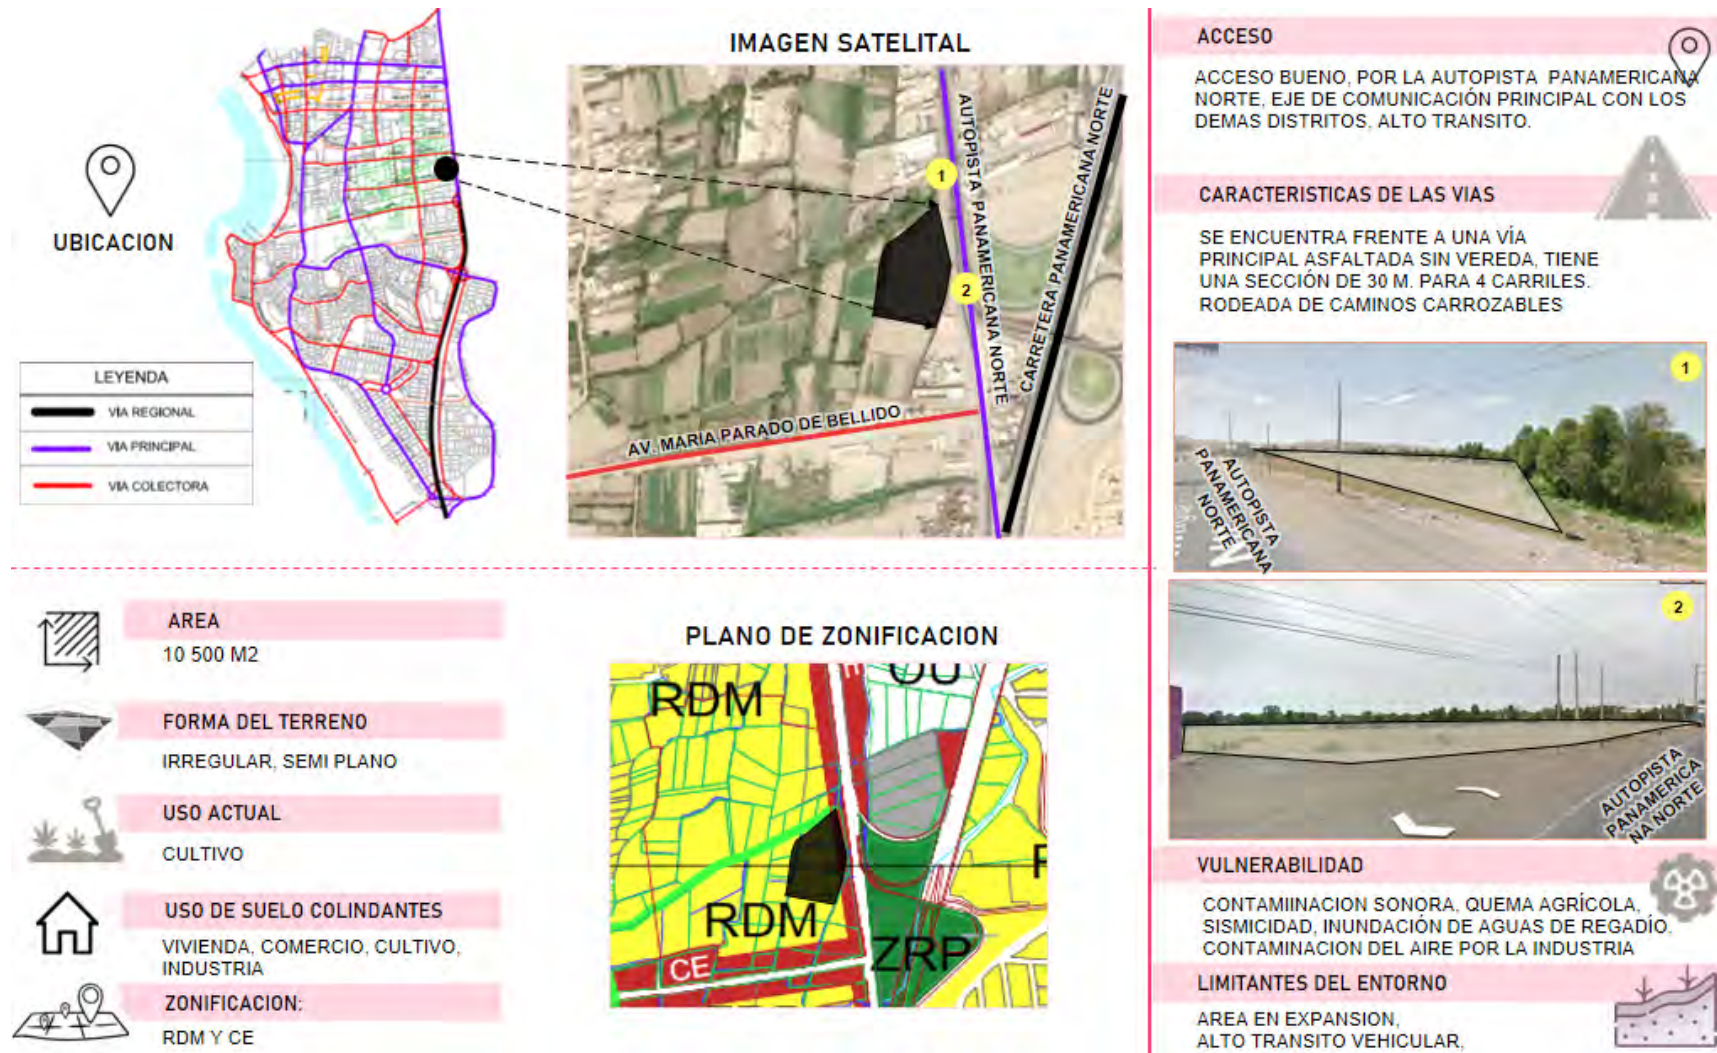 UBICACION
LEYENDA
VÍA REGIONAL
VIA PRINCIPAL
VIA COLECTORA
IMAGEN SATELITAL
1
2
AUTOPISTA PANAMERICANA NORTE
CARRETERA PANAMERICANA NORTE
AV. MARIA PARADO DE BELLIDO
ACCESO
ACCESO BUENO, POR LA AUTOPISTA PANAMERICANA
NORTE, EJE DE COMUNICACIÓN PRINCIPAL CON LOS
DEMAS DISTRITOS, ALTO TRANSITO.
CARACTERISTICAS DE LAS VIAS
SE ENCUENTRA FRENTE A UNA VÍA
PRINCIPAL ASFALTADA SIN VEREDA, TIENE
UNA SECCIÓN DE 30 M. PARA 4 CARRILES.
RODEADA DE CAMINOS CARROZABLES
1
AUTOPISTA
PANAMERICANA
NORTE
2
AUTOPISTA
PANAMERICA
NA NORTE
AREA
10 500 M2
FORMA DEL TERRENO
IRREGULAR, SEMI PLANO
USO ACTUAL
CULTIVO
USO DE SUELO COLINDANTES
VIVIENDA, COMERCIO, CULTIVO,
INDUSTRIA
ZONIFICACION:
RDM Y CE
PLANO DE ZONIFICACION
OU
RDM
RDM
CE
ZRP
VULNERABILIDAD
CONTAMIINACION SONORA, QUEMA AGRÍCOLA,
SISMICIDAD, INUNDACIÓN DE AGUAS DE REGADÍO,
CONTAMINACION DEL AIRE POR LA INDUSTRIA
LIMITANTES DEL ENTORNO
AREA EN EXPANSION,
ALTO TRANSITO VEHICULAR,